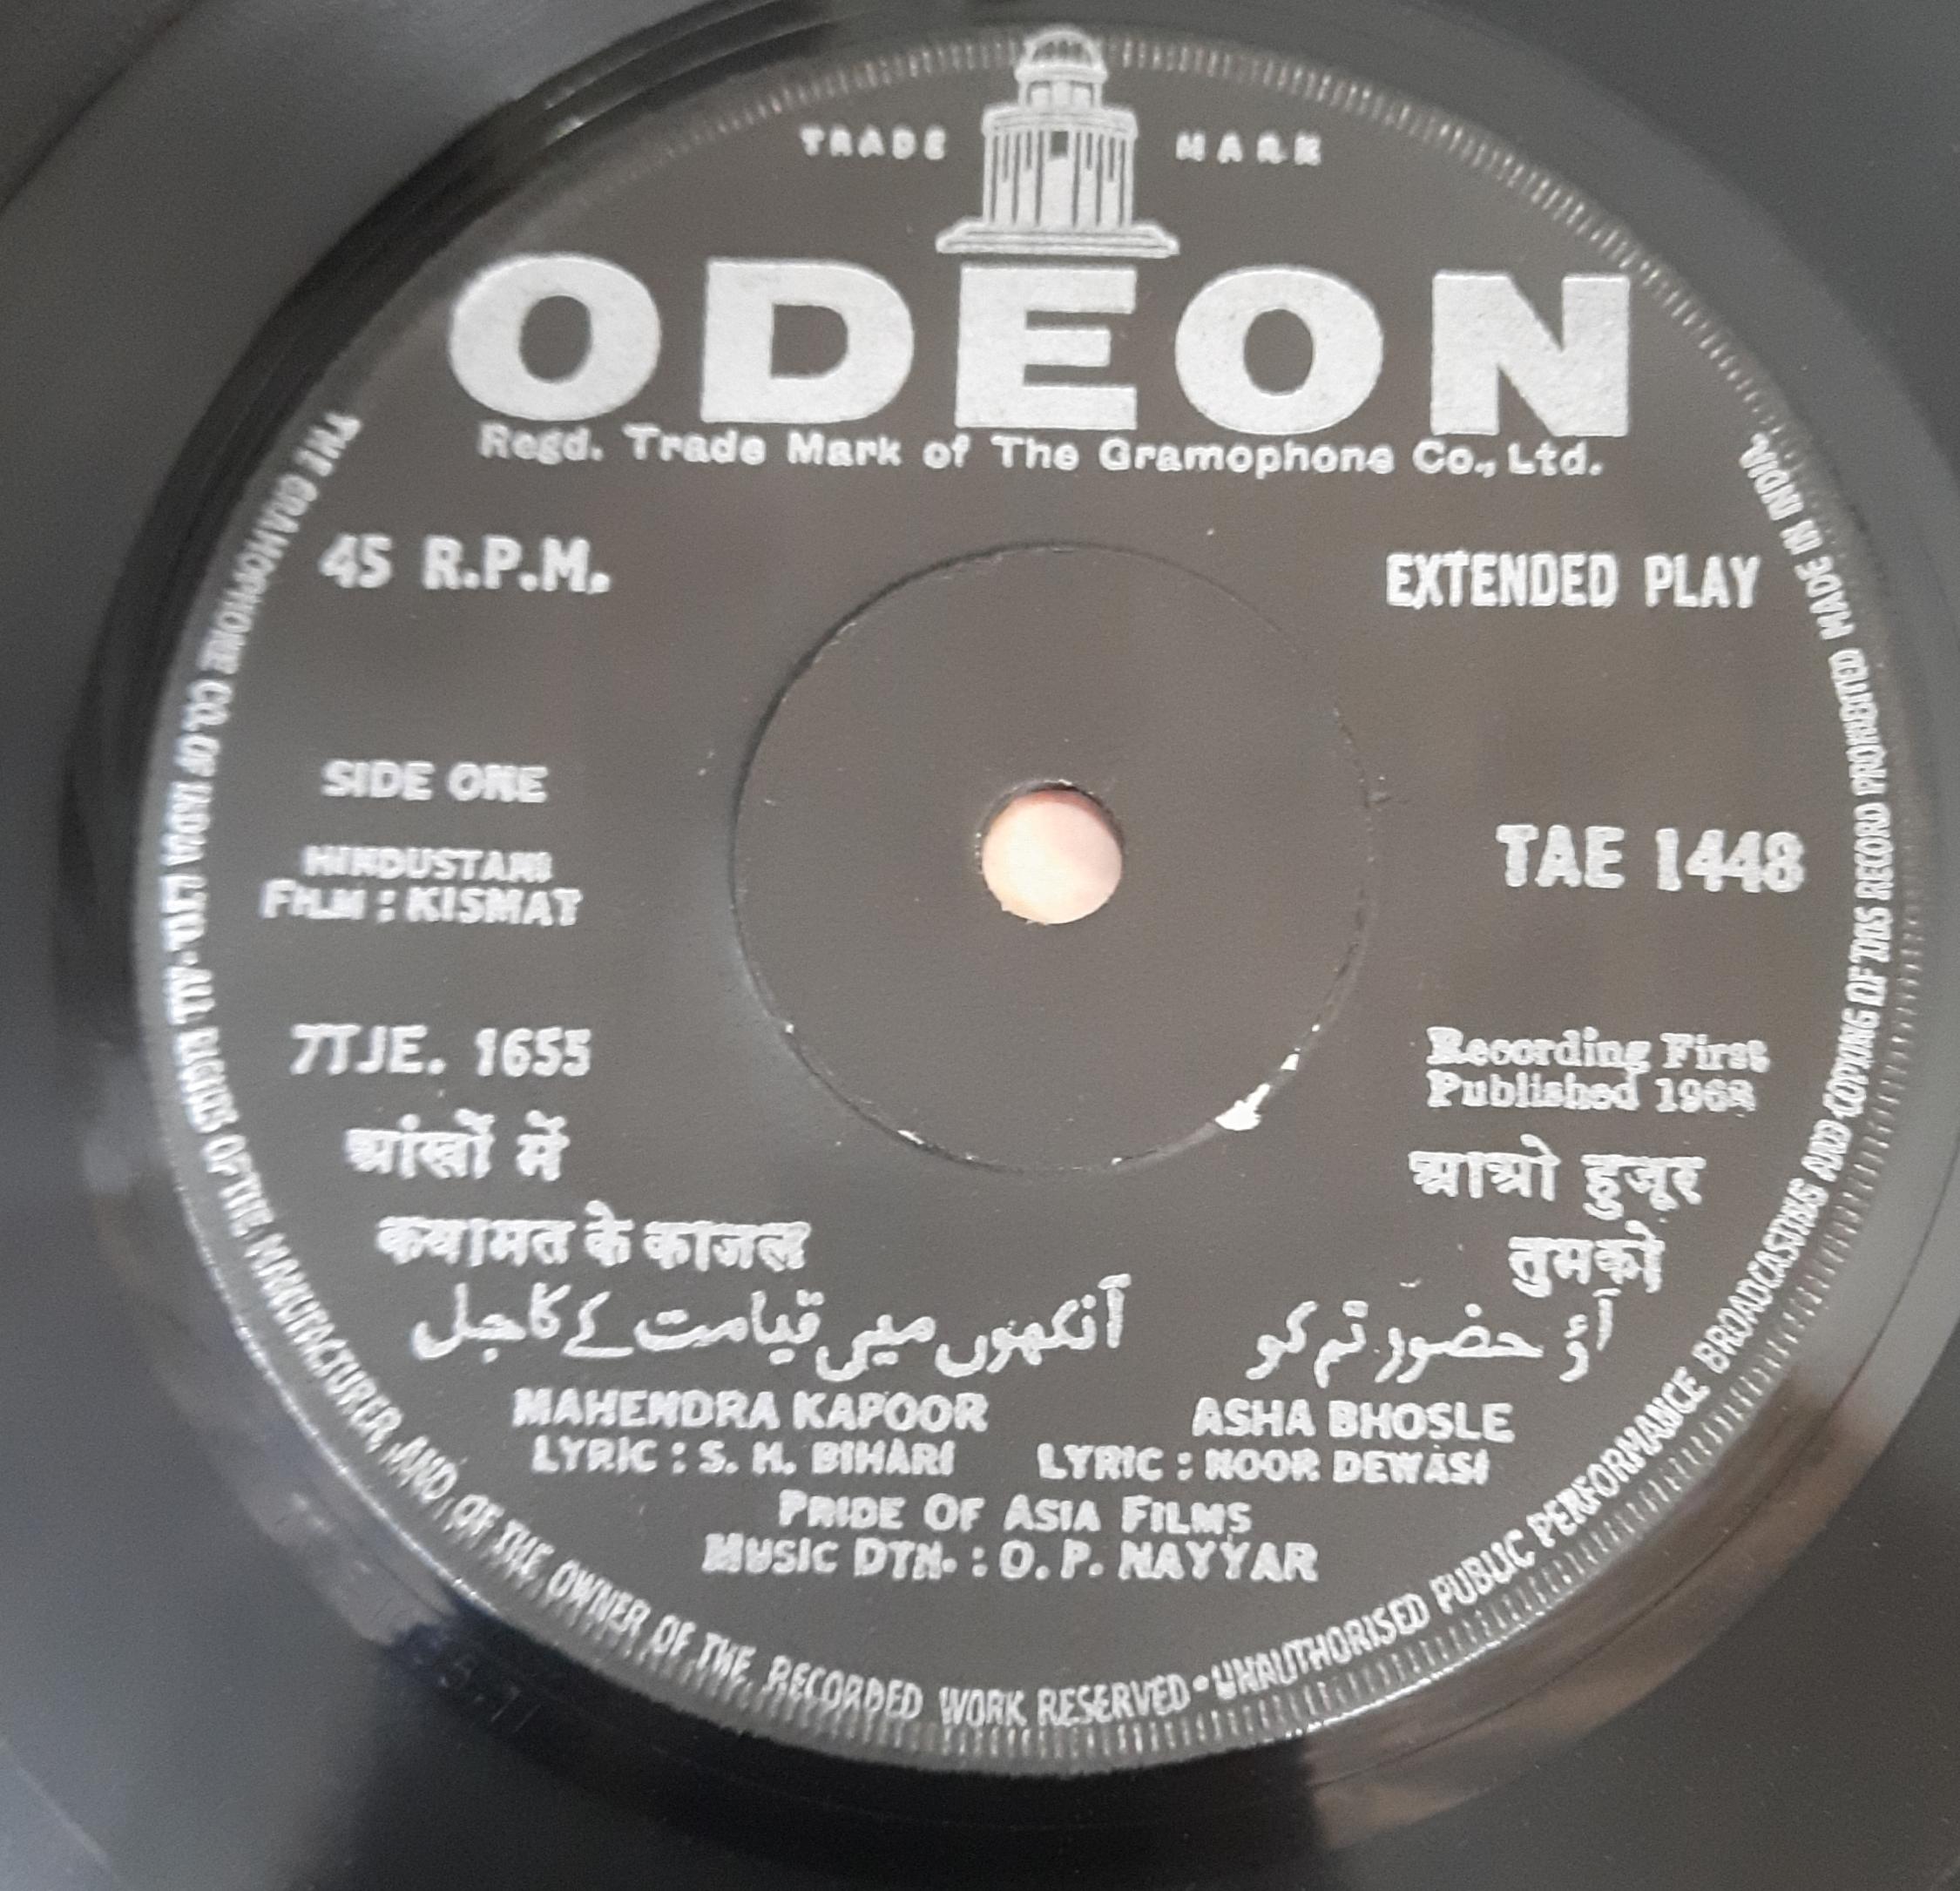 TRADE MARK
ODEON
Regd. Trade Mark of The Gramophone Co., Ltd.
45 R.P.M.
EXTENDED PLAY
SIDE ONE
HINDUSTANI
FILM : KISMAT
TAE 1448
7TJE. 1655
Recording First
Published 1968
आंखों में
कयामत के काजल
आओ हुजूर
तुमको
آنکھوں میں قیامت کے کاجل
آؤ حضور تم کو
MAHENDRA KAPOOR
LYRIC : S. H. BIHARI
ASHA BHOSLE
LYRIC : NOOR DEWASI
PRIDE OF ASIA FILMS
MUSIC DTN. : O. P. NAYYAR
THE GRAMOPHONE CO. OF INDIA LTD. · ALL RIGHTS OF THE MANUFACTURER, AND, OF THE OWNER OF THE RECORDED WORK RESERVED · UNAUTHORISED PUBLIC PERFORMANCE BROADCASTING AND COPYING OF THIS RECORD PROHIBITED MADE IN INDIA.